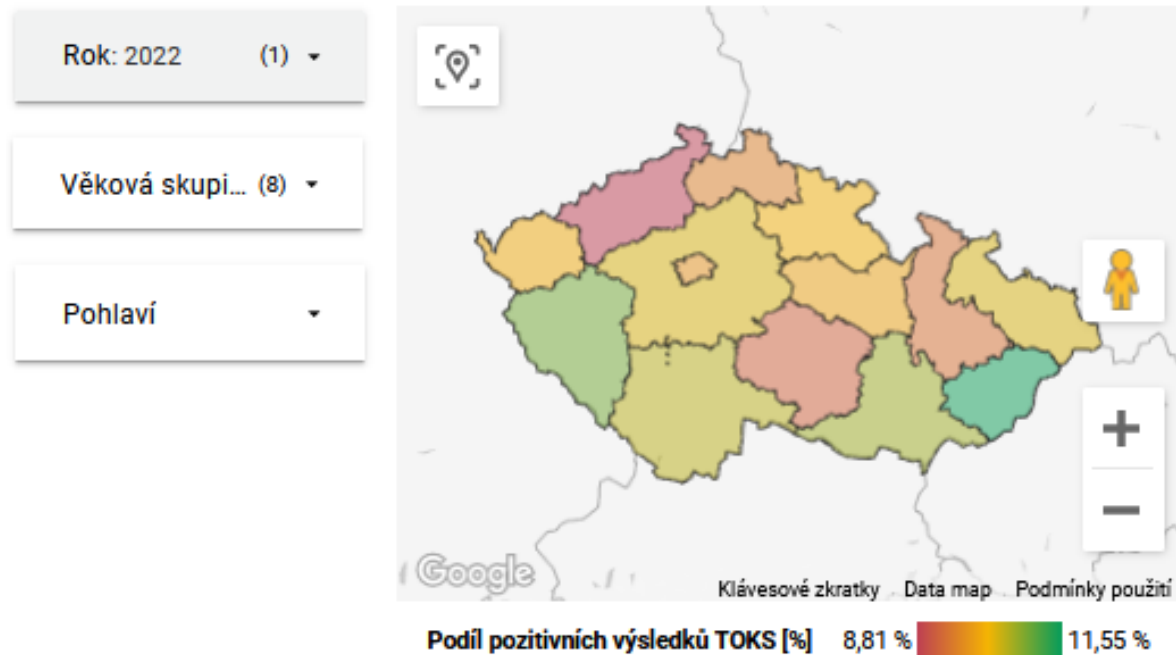 Rok: 2022 (1)
Věková skupi... (8)
Pohlaví
Google
Klávesové zkratky Data map Podmínky použití
Podíl pozitivních výsledků TOKS [%] 8,81 % 11,55 %